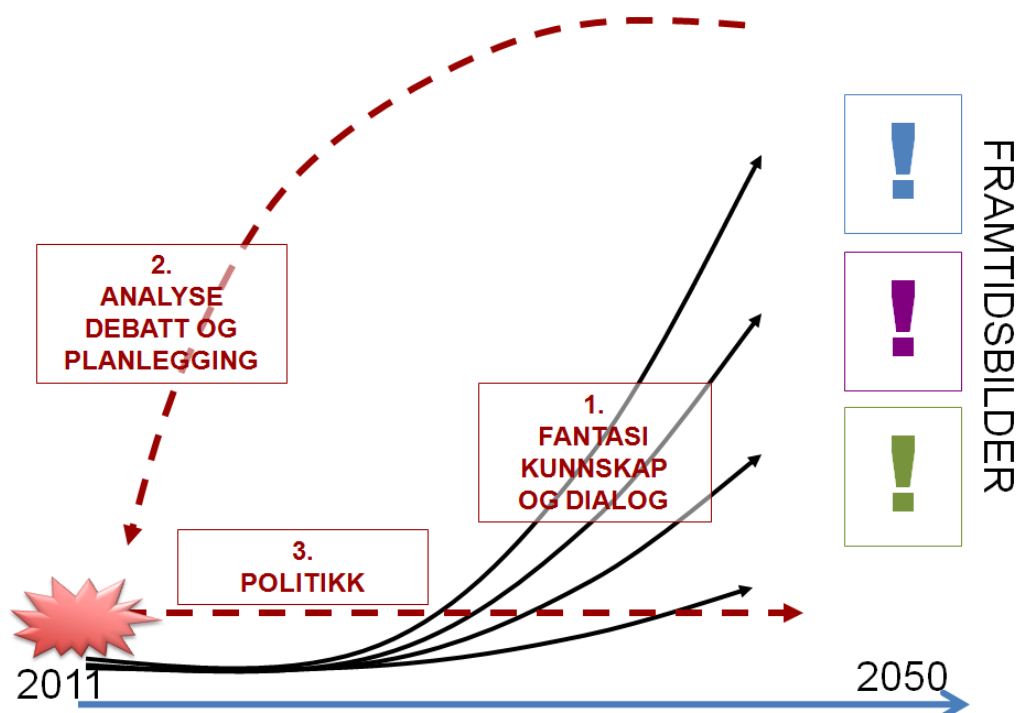 2.
ANALYSE
DEBATT OG
PLANLEGGING
1.
FANTASI
KUNNSKAP
OG DIALOG
3.
POLITIKK
!
!
!
FRAMTIDSBILDER
2011
2050